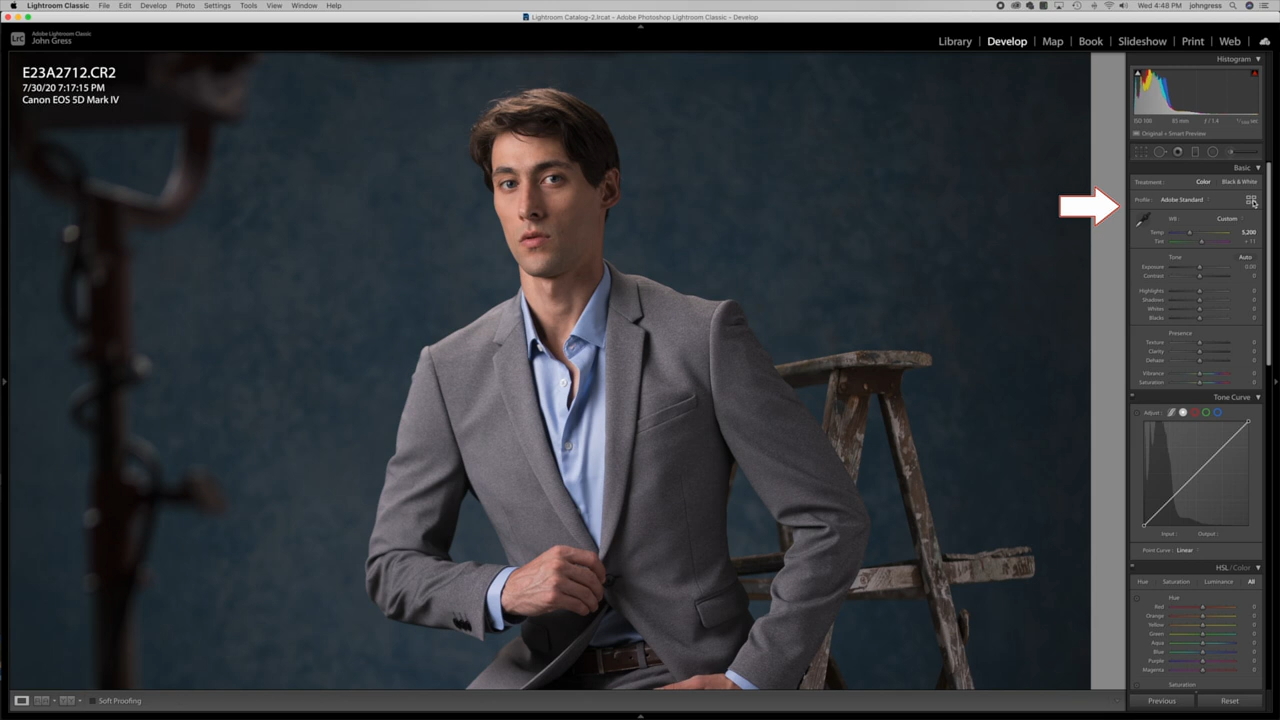 Lightroom Classic File Edit Develop Photo Settings Tools View Window Help Wed 4:48 PM johngress
Lightroom Catalog-2.lrcat - Adobe Photoshop Lightroom Classic - Develop
LrC Adobe Lightroom Classic
John Gress
Library | Develop | Map | Book | Slideshow | Print | Web
E23A2712.CR2
7/30/20 7:17:15 PM
Canon EOS 5D Mark IV
Histogram
ISO 100 85 mm f / 1.4
Original + Smart Preview
Basic
Treatment : Color Black & White
Profile : Adobe Standard
WB : Custom
Temp 5,200
Tint + 11
Tone Auto
Exposure 0.00
Contrast 0
Highlights 0
Shadows 0
Whites 0
Blacks 0
Presence
Texture 0
Clarity 0
Dehaze 0
Vibrance 0
Saturation 0
Tone Curve
Adjust :
Input : Output :
Point Curve : Linear
HSL / Color
Hue Saturation Luminance All
Hue
Red 0
Orange 0
Yellow 0
Green 0
Aqua 0
Blue 0
Purple 0
Magenta 0
Saturation
Soft Proofing
Previous Reset